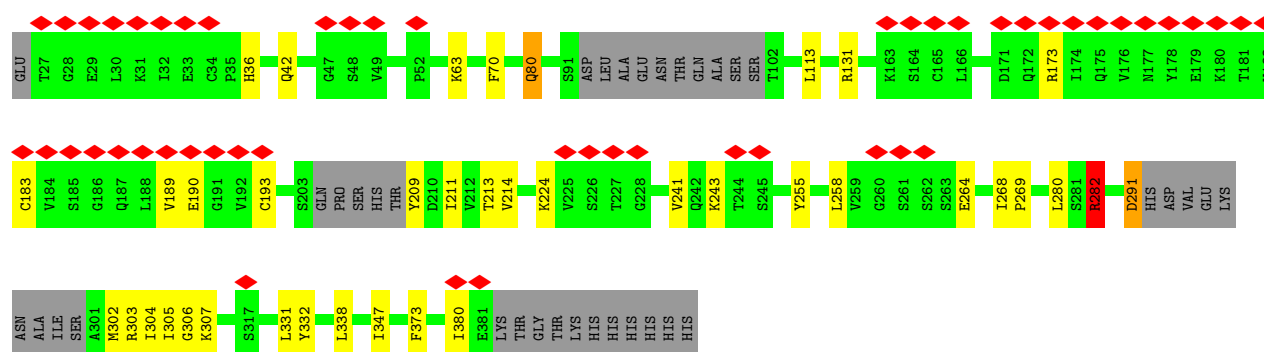 GLU T27 G28 E29 L30 K31 I32 E33 C34 P35 H36 Q42 G47 S48 V49 P52 K63 F70 Q80 S91 ASP LEU ALA GLU ASN THR GLN ALA SER SER T102 L113 R131 K163 S164 C165 L166 D171 Q172 R173 I174 Q175 V176 N177 Y178 E179 K180 T181
C183 V184 S185 G186 Q187 L188 V189 E190 G191 V192 C193 S203 GLN PRO SER HIS THR Y209 D210 I211 V212 T213 V214 K224 V225 S226 T227 G228 V241 Q242 K243 T244 S245 Y255 L258 V259 G260 S261 S262 S263 E264 I268 P269 L280 S281 R282 D291 HIS ASP VAL GLU LYS
ASN ALA ILE SER A301 M302 R303 I304 I305 G306 K307 S317 L331 Y332 L338 I347 F373 I380 E381 LYS THR GLY THR LYS HIS HIS HIS HIS HIS HIS